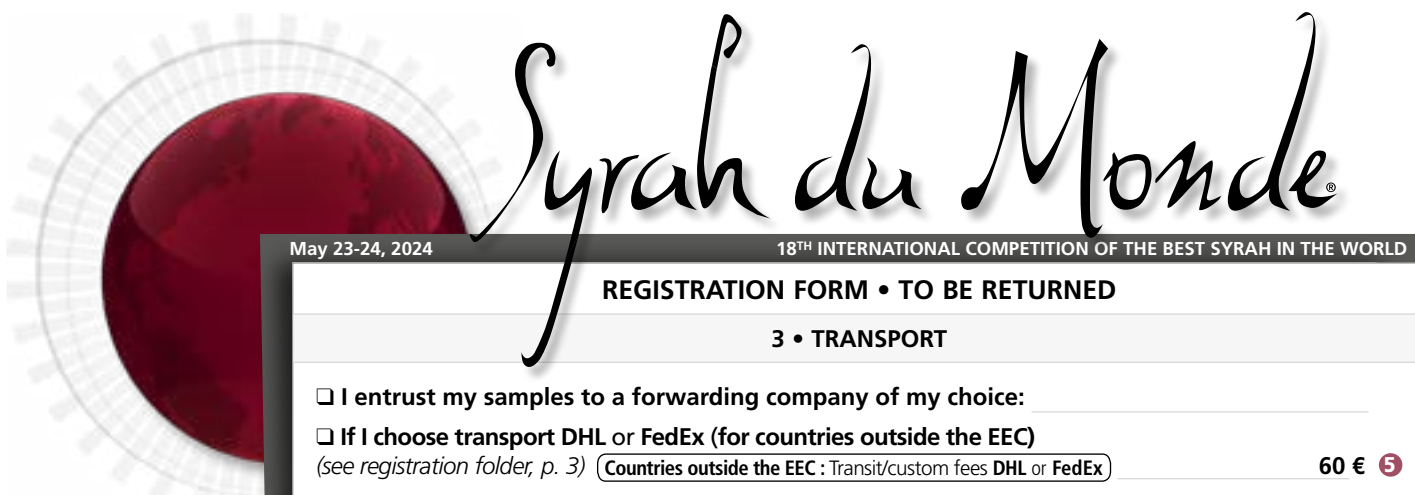 Syrah du Monde®
May 23-24, 2024 18TH INTERNATIONAL COMPETITION OF THE BEST SYRAH IN THE WORLD
REGISTRATION FORM • TO BE RETURNED
3 • TRANSPORT
❑ I entrust my samples to a forwarding company of my choice:
❑ If I choose transport DHL or FedEx (for countries outside the EEC)
(see registration folder, p. 3) Countries outside the EEC : Transit/custom fees DHL or FedEx 60 € 5